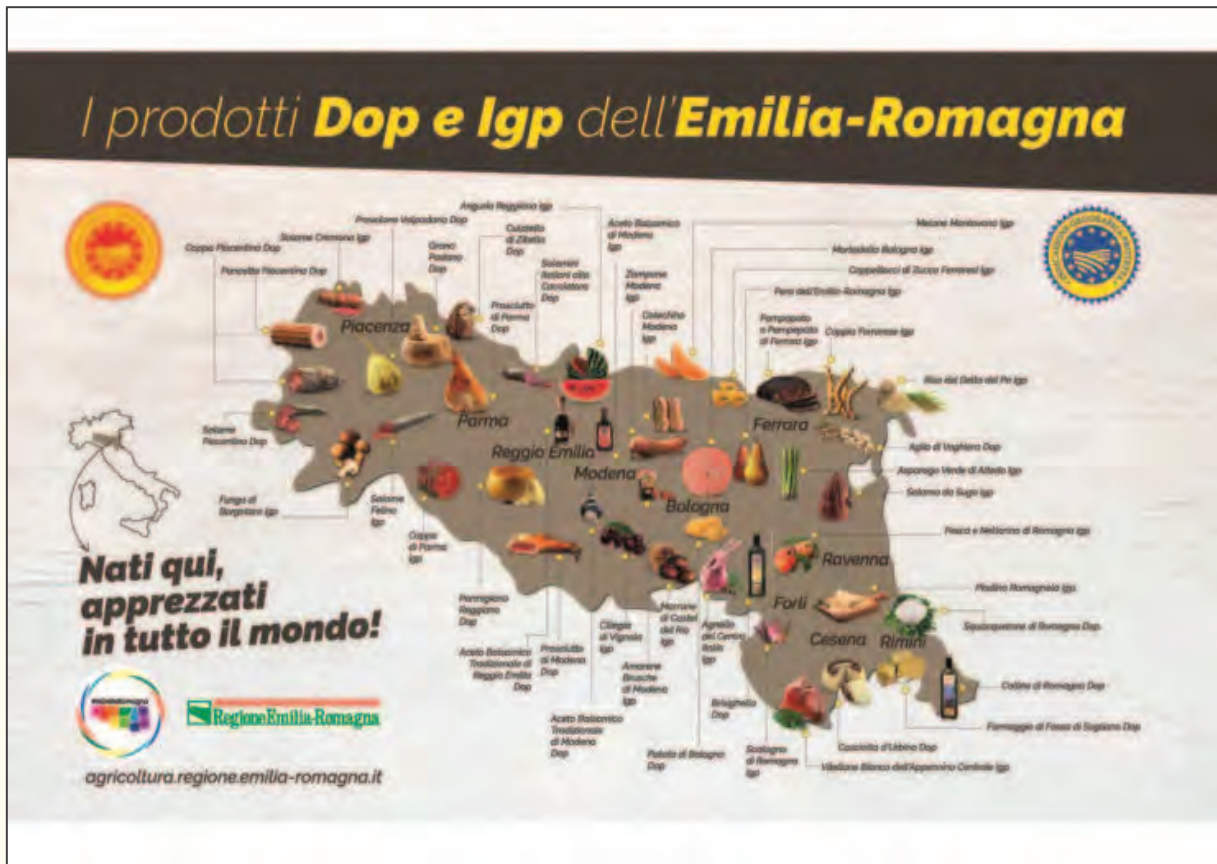 I prodotti Dop e Igp dell'Emilia-Romagna
Anguria Reggiana Igp
Provolone Valpadana Dop
Salame Cremona Igp
Coppa Piacentina Dop
Pancetta Piacentina Dop
Grana
Padano
Dop
Culatello
di Zibello
Dop
Prosciutto
di Parma
Dop
Salamini
Italiani alla
Cacciatora
Dop
Aceto Balsamico
di Modena
Igp
Zampone
Modena
Igp
Cotechino
Modena
Igp
Melone Mantovano Igp
Mortadella Bologna Igp
Cappellacci di Zucca Ferraresi Igp
Pera dell'Emilia-Romagna Igp
Pampapato
o Pampepato
di Ferrara Igp
Coppia Ferrarese Igp
Riso del Delta del Po Igp
Aglio di Voghiera Dop
Asparago Verde di Altedo Igp
Salama da Sugo Igp
Pesca e Nettarina di Romagna Igp
Piadina Romagnola Igp
Squacquerone di Romagna Dop
Colline di Romagna Dop
Formaggio di Fossa di Sogliano Dop
Casciotta d'Urbino Dop
Vitellone Bianco dell'Appennino Centrale Igp
Piacenza
Parma
Reggio Emilia
Modena
Bologna
Ferrara
Ravenna
Forlì
Cesena
Rimini
Salame
Piacentino Dop
Fungo di
Borgotaro Igp
Salame
Felino
Igp
Coppa
di Parma
Igp
Parmigiano
Reggiano
Dop
Aceto Balsamico
Tradizionale di
Reggio Emilia
Dop
Prosciutto
di Modena
Dop
Aceto Balsamico
Tradizionale
di Modena
Dop
Ciliegia
di Vignola
Igp
Amarene
Brusche
di Modena
Igp
Marrone
di Castel
del Rio
Igp
Patata di Bologna
Dop
Agnello
del Centro
Italia
Igp
Brisighella
Dop
Scalogno
di Romagna
Igp
Nati qui,
apprezzati
in tutto il mondo!
RegioneEmilia-Romagna
agricoltura.regione.emilia-romagna.it